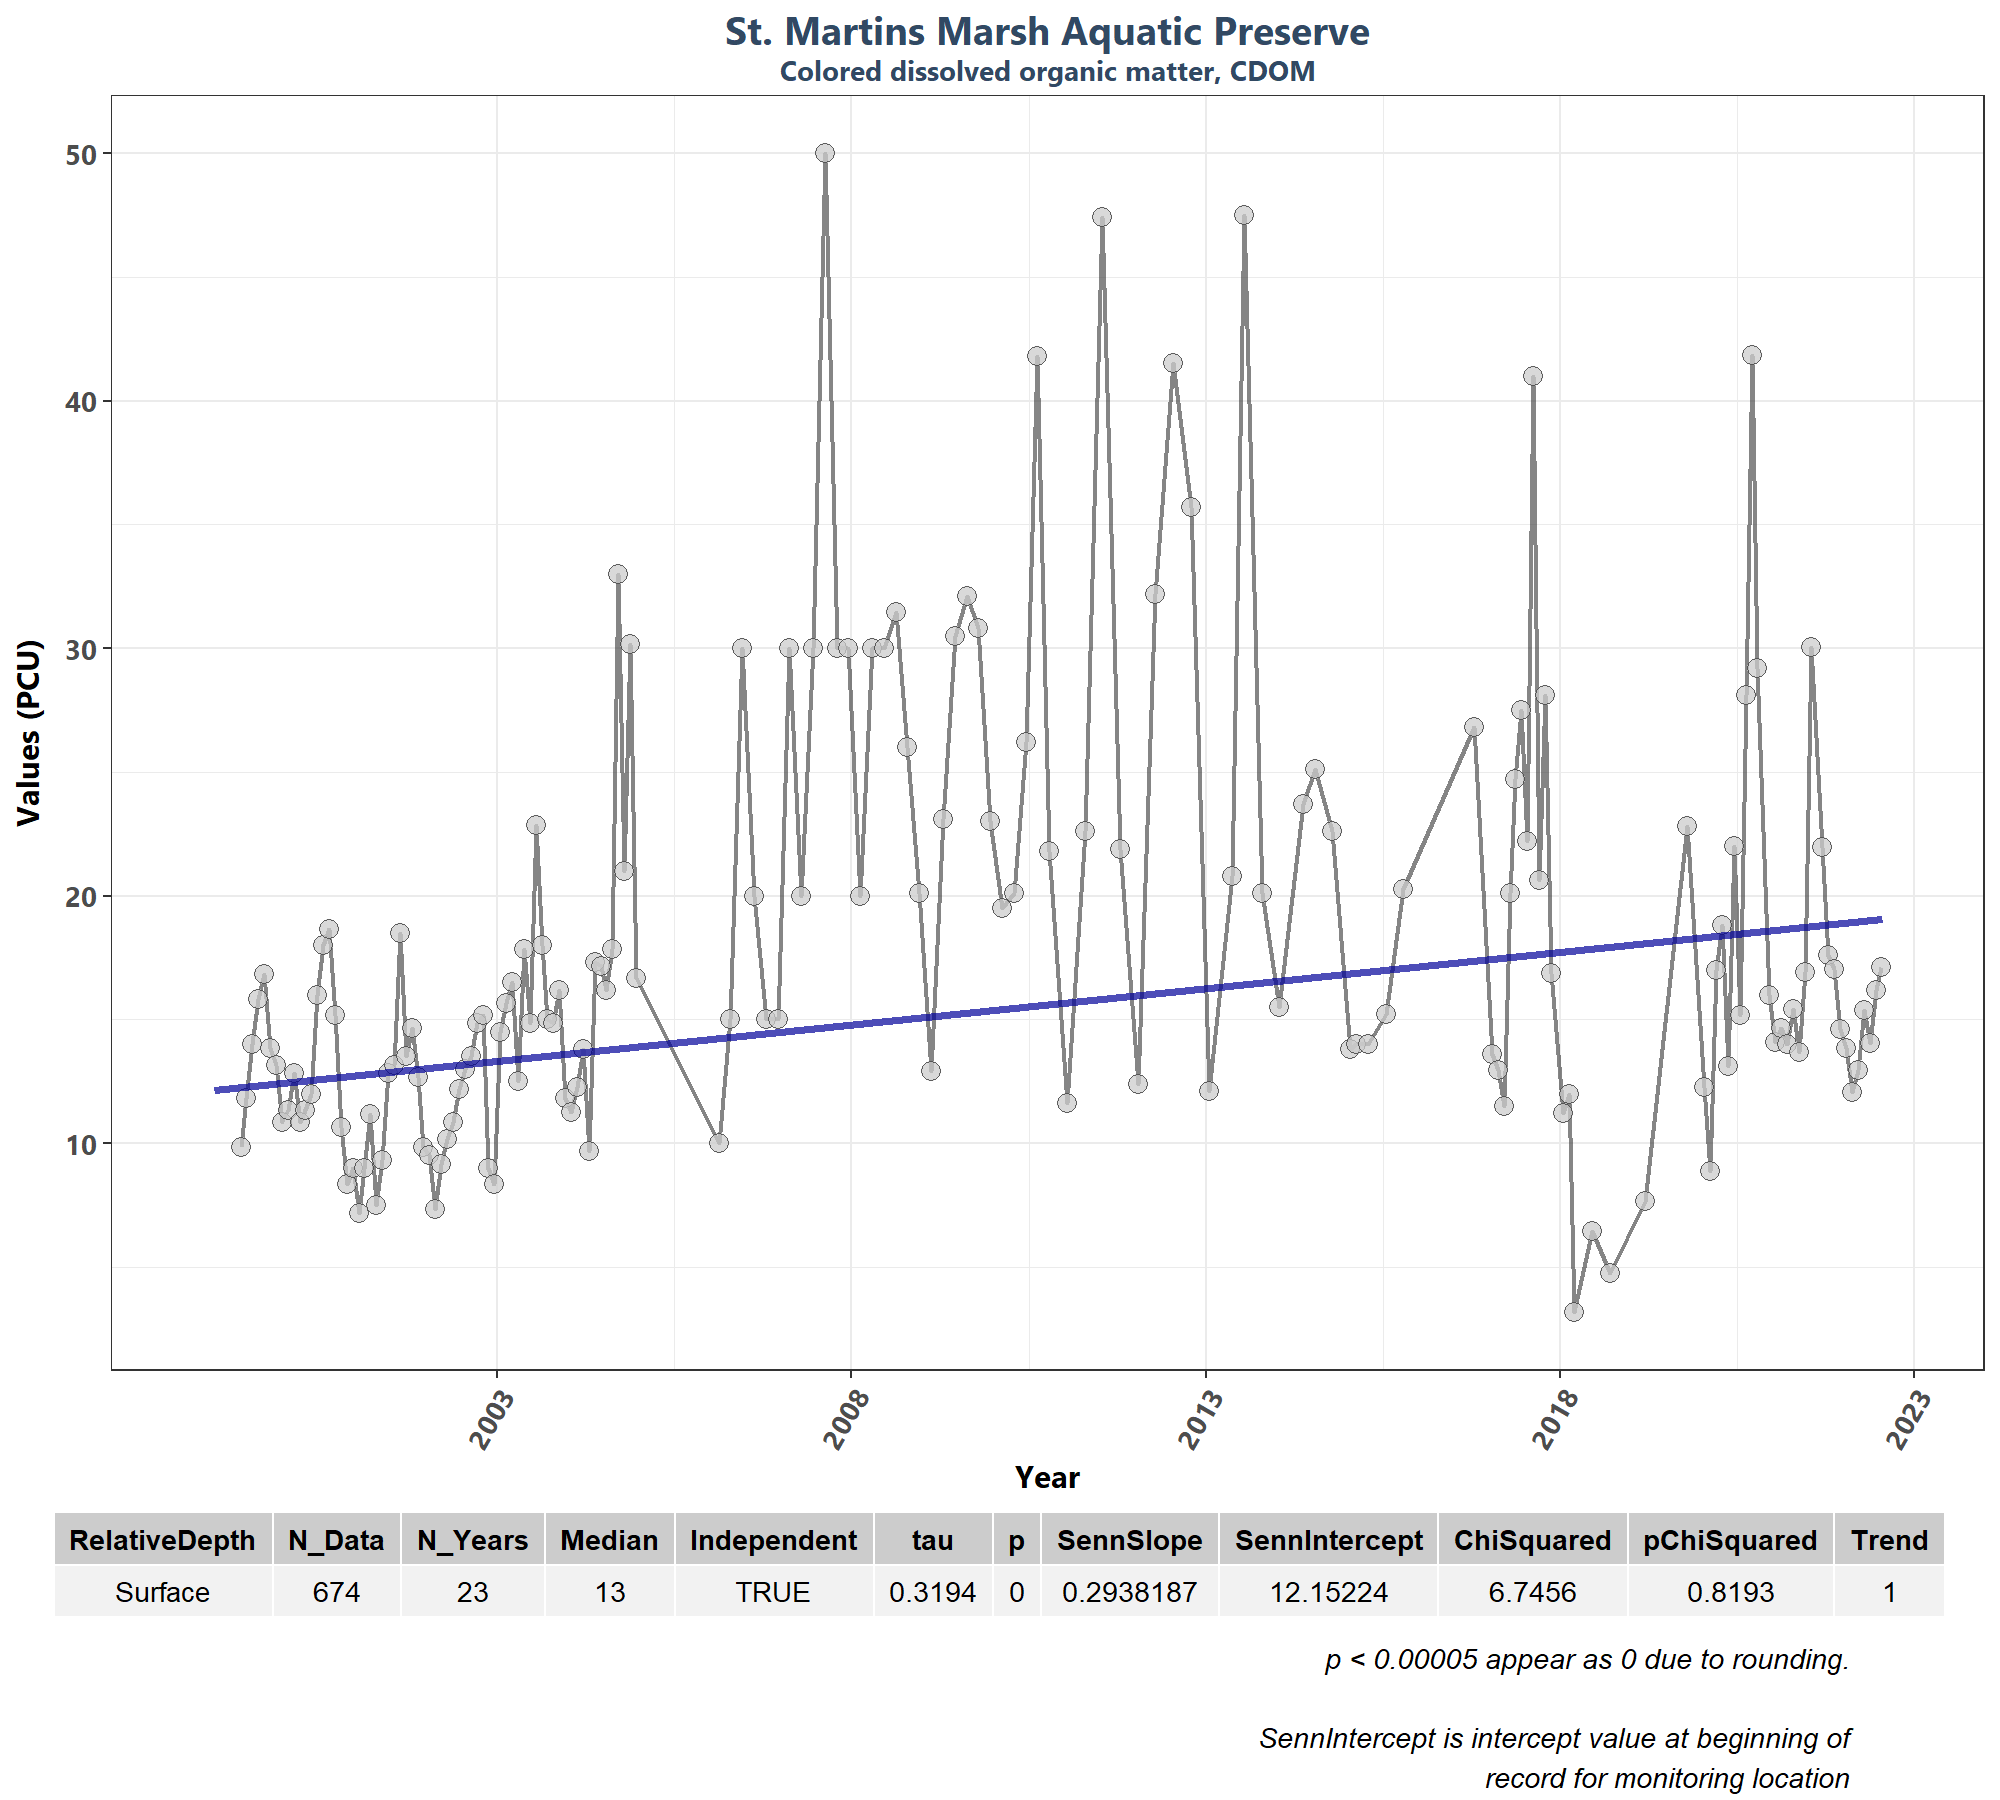 St. Martins Marsh Aquatic Preserve
Colored dissolved organic matter, CDOM
Values (PCU)
50
40
30
20
10
2003 2008 2013 2018 2023
Year
RelativeDepth N_Data N_Years Median Independent tau p SennSlope SennIntercept ChiSquared pChiSquared Trend
Surface 674 23 13 TRUE 0.3194 0 0.2938187 12.15224 6.7456 0.8193 1
p < 0.00005 appear as 0 due to rounding.
SennIntercept is intercept value at beginning of
record for monitoring location